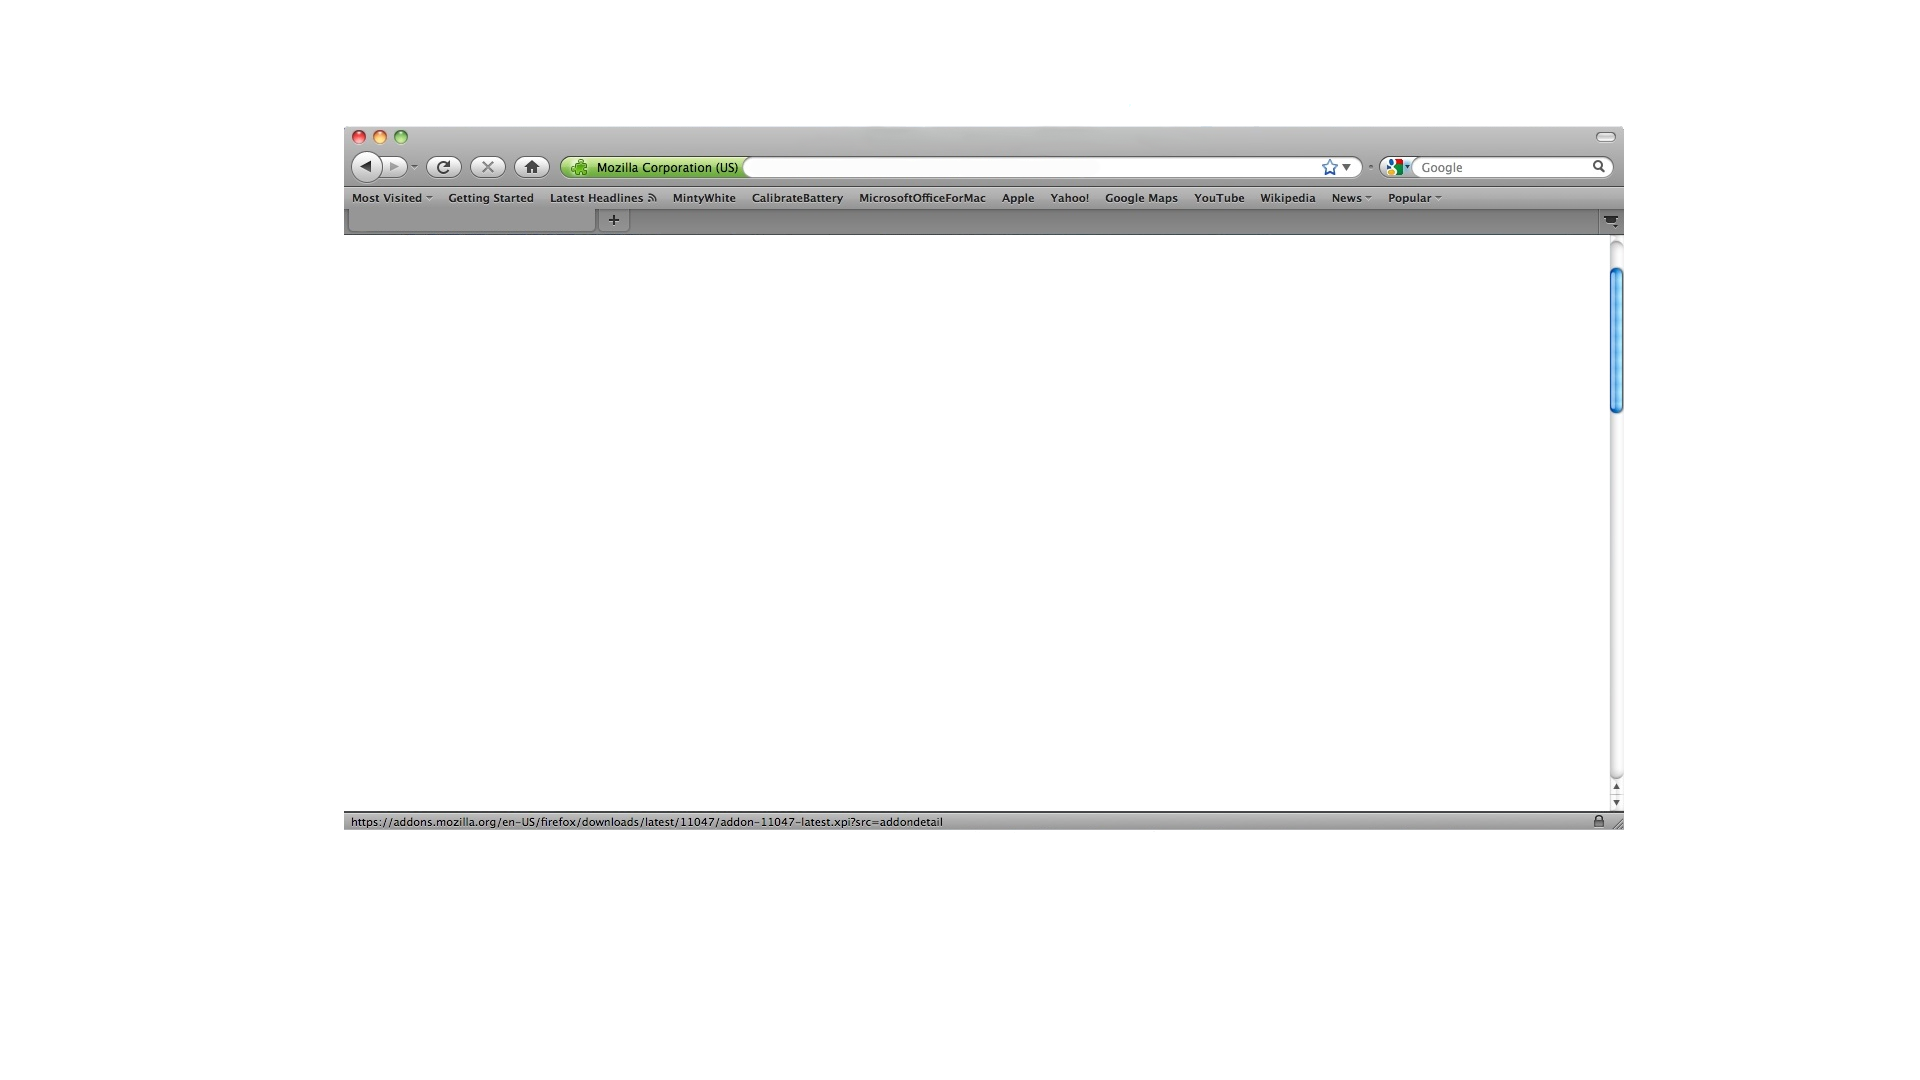 Mozilla Corporation (US)
Google
Most Visited Getting Started Latest Headlines MintyWhite CalibrateBattery MicrosoftOfficeForMac Apple Yahoo! Google Maps YouTube Wikipedia News Popular
https://addons.mozilla.org/en-US/firefox/downloads/latest/11047/addon-11047-latest.xpi?src=addondetail